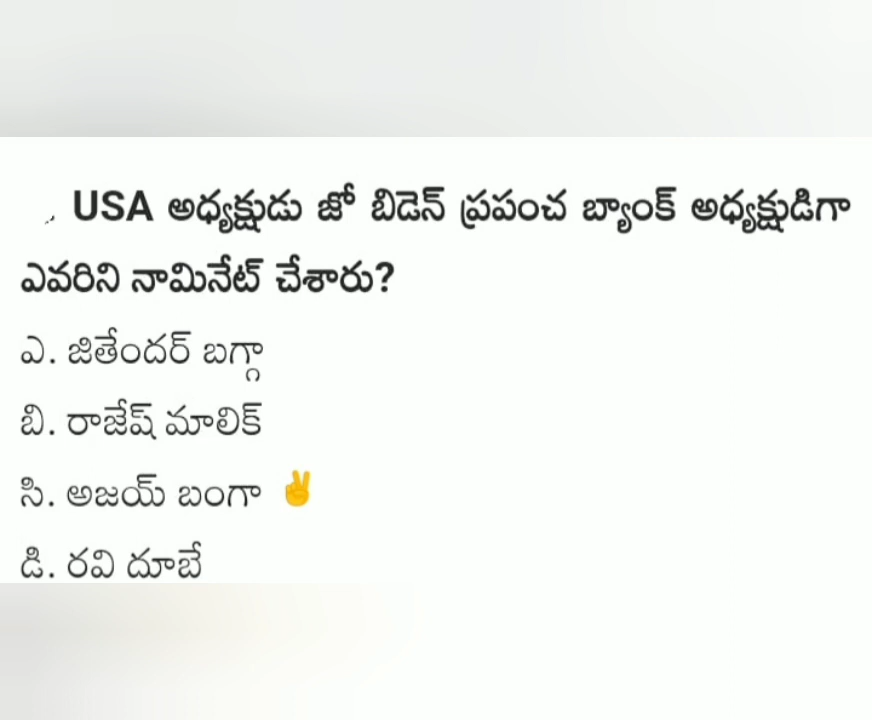 USA అధ్యక్షుడు జో బిడెన్ ప్రపంచ బ్యాంక్ అధ్యక్షుడిగా
ఎవరిని నామినేట్ చేశారు?
ఎ. జితేందర్ బగ్గా
బి. రాజేష్ మాలిక్
సి. అజయ్ బంగా ✌
డి. రవి దూబే